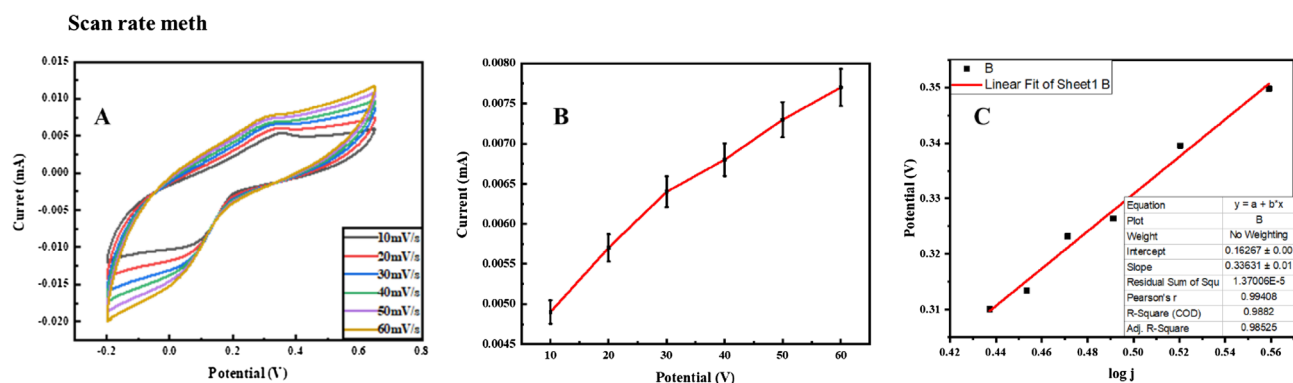 Scan rate meth
A
Curret (mA)
0.015
0.010
0.005
0.000
-0.005
-0.010
-0.015
-0.020
10mV/s
20mV/s
30mV/s
40mV/s
50mV/s
60mV/s
-0.2 0.0 0.2 0.4 0.6 0.8
Potential (V)
B
Current (mA)
0.0080
0.0075
0.0070
0.0065
0.0060
0.0055
0.0050
0.0045
10 20 30 40 50 60
Potential (V)
B
Linear Fit of Sheet1 B
C
Potential (V)
0.35
0.34
0.33
0.32
0.31
Equation y = a + b*x
Plot B
Weight No Weighting
Intercept 0.16267 ± 0.00
Slope 0.33631 ± 0.01
Residual Sum of Squ 1.37006E-5
Pearson's r 0.99408
R-Square (COD) 0.9882
Adj. R-Square 0.98525
0.42 0.44 0.46 0.48 0.50 0.52 0.54 0.56
log j